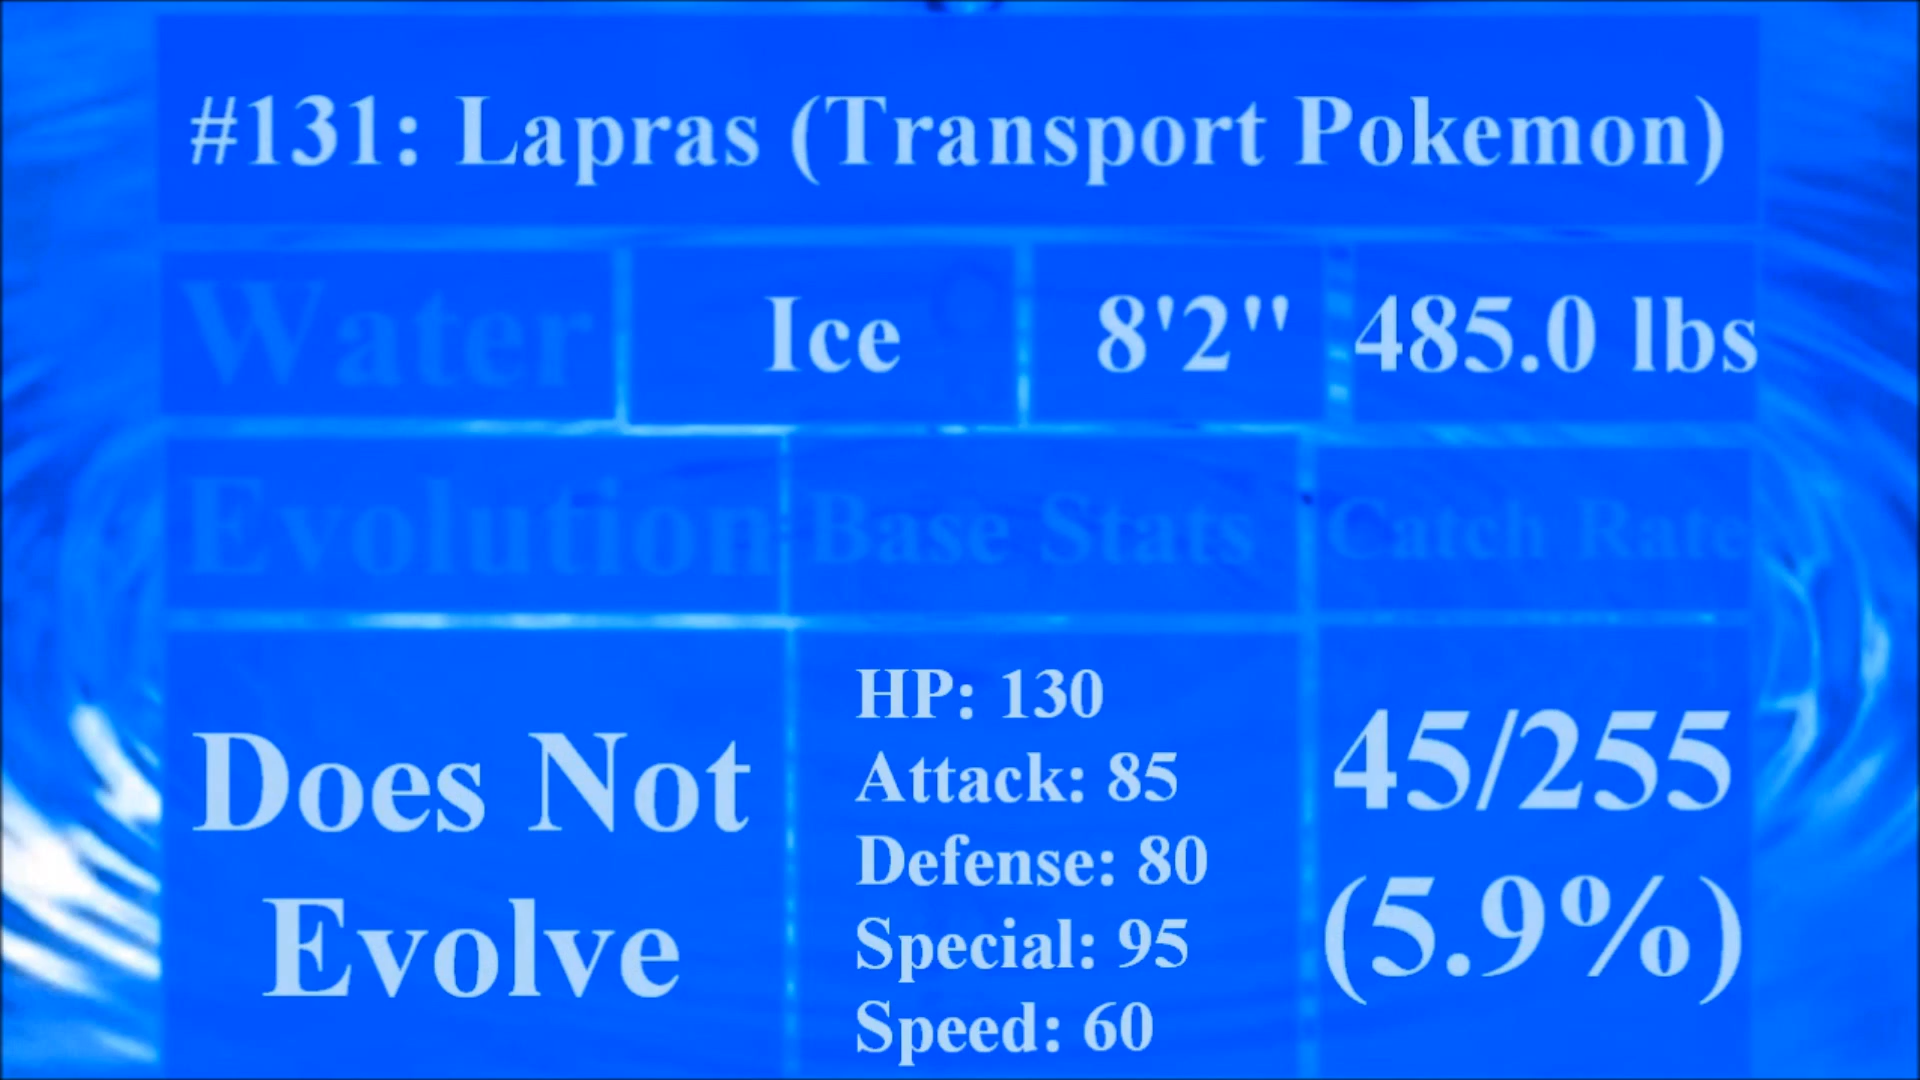 #131: Lapras (Transport Pokemon)
Water
Ice
8'2"
485.0 lbs
Evolution
Base Stats
Catch Rate
Does Not
Evolve
HP: 130
Attack: 85
Defense: 80
Special: 95
Speed: 60
45/255
(5.9%)